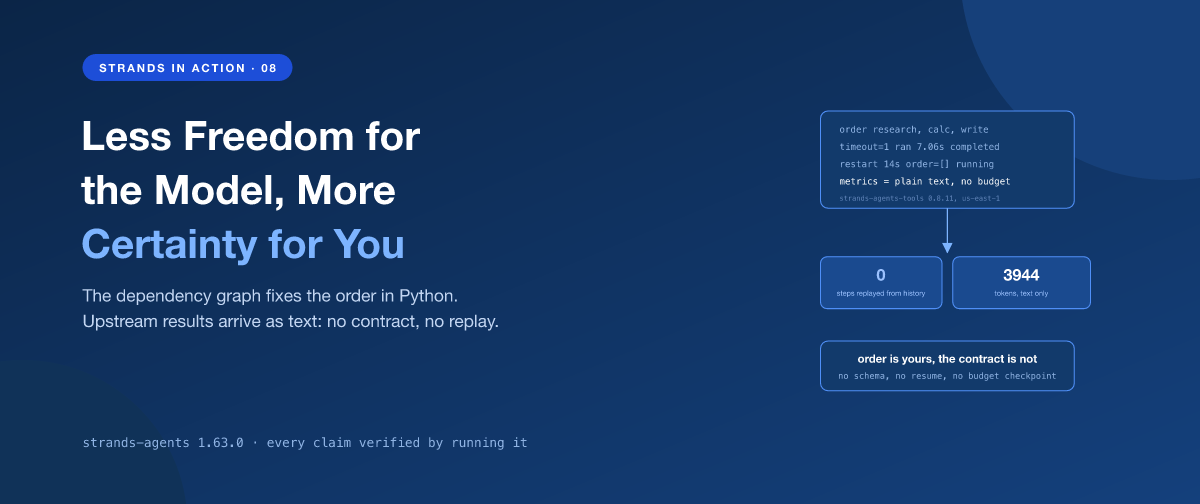 STRANDS IN ACTION · 08
Less Freedom for
the Model, More
Certainty for You
The dependency graph fixes the order in Python.
Upstream results arrive as text: no contract, no replay.
order research, calc, write
timeout=1 ran 7.06s completed
restart 14s order=[] running
metrics = plain text, no budget
strands-agents-tools 0.8.11, us-east-1
0
steps replayed from history
3944
tokens, text only
order is yours, the contract is not
no schema, no resume, no budget checkpoint
strands-agents 1.63.0 · every claim verified by running it